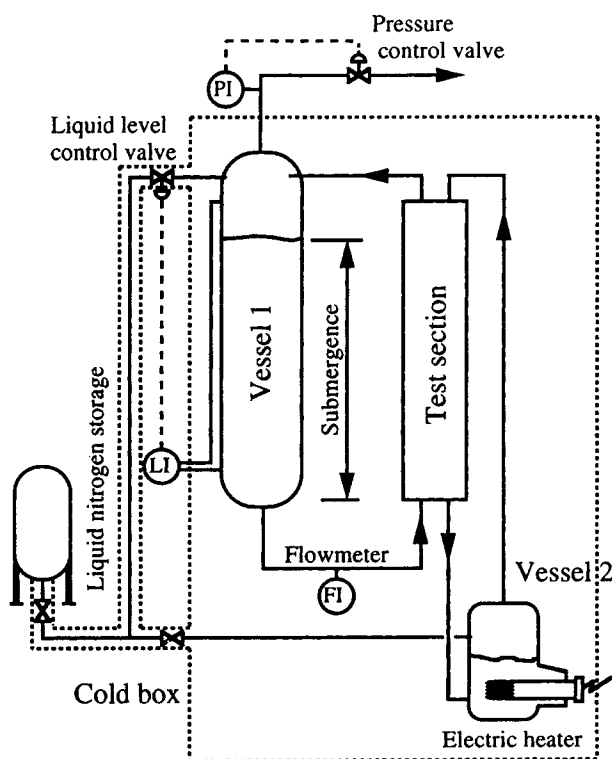 Pressure
control valve
PI
Liquid level
control valve
Vessel 1
Submergence
Test section
Liquid nitrogen storage
LI
Flowmeter
FI
Vessel 2
Cold box
Electric heater